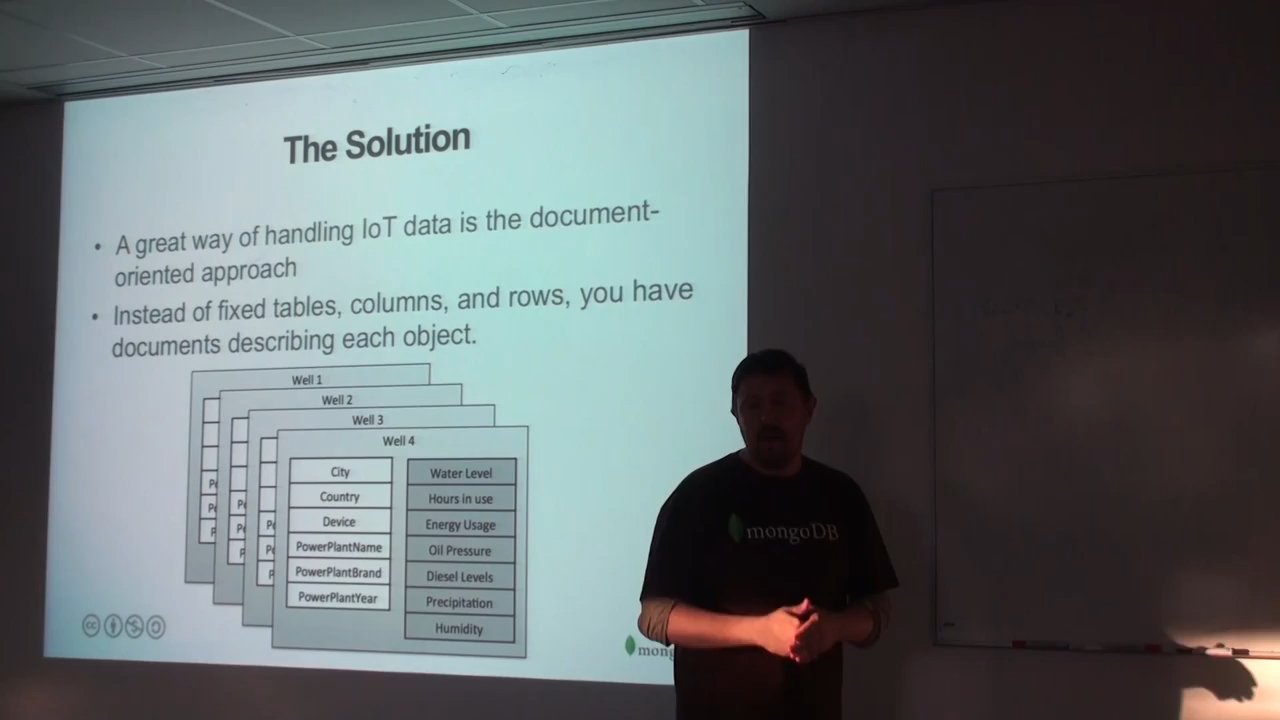 The Solution
• A great way of handling IoT data is the document-
oriented approach
• Instead of fixed tables, columns, and rows, you have
documents describing each object.
Well 1
Well 2
Well 3
Well 4
City
Country
Device
PowerPlantName
PowerPlantBrand
PowerPlantYear
Water Level
Hours in use
Energy Usage
Oil Pressure
Diesel Levels
Precipitation
Humidity
mongoDB
cc
mong